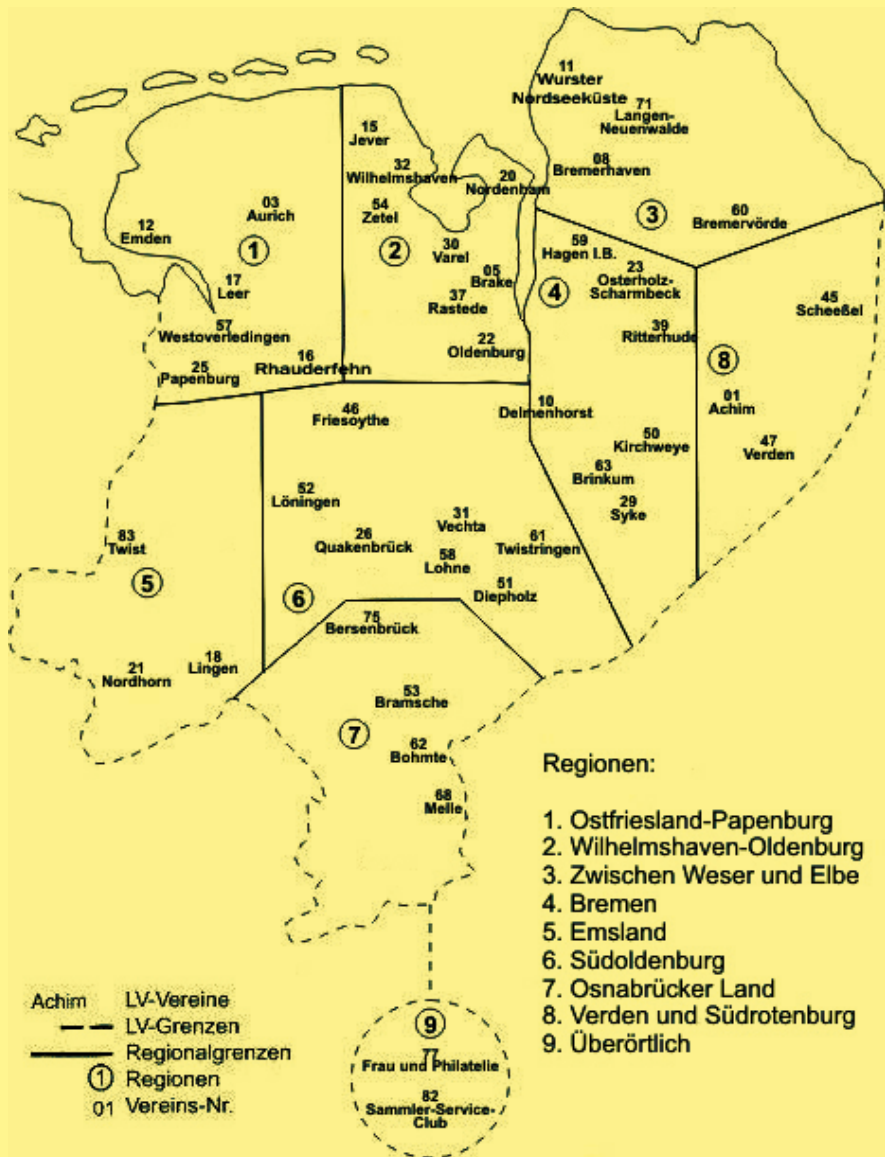 11
Wurster
Nordseeküste
71
Langen-
Neuenwalde
15
Jever
32
Wilhelmshaven
08
Bremerhaven
20
Nordenham
03
Aurich
54
Zetel
3
60
Bremervörde
12
Emden
1
2
30
Varel
59
Hagen I.B.
23
Osterholz-
Scharmbeck
17
Leer
05
Brake
4
37
Rastede
45
Scheeßel
57
Westoverledingen
39
Ritterhude
22
Oldenburg
16
Rhauderfehn
25
Papenburg
8
01
Achim
46
Friesoythe
10
Delmenhorst
50
Kirchweye
47
Verden
63
Brinkum
52
Löningen
29
Syke
31
Vechta
83
Twist
26
Quakenbrück
61
Twistringen
58
Lohne
5
51
Diepholz
6
75
Bersenbrück
21
Nordhorn
18
Lingen
53
Bramsche
7
62
Bohmte
68
Melle
Regionen:
1. Ostfriesland-Papenburg
2. Wilhelmshaven-Oldenburg
3. Zwischen Weser und Elbe
4. Bremen
5. Emsland
6. Südoldenburg
7. Osnabrücker Land
8. Verden und Südrotenburg
9. Überörtlich
Achim LV-Vereine
LV-Grenzen
Regionalgrenzen
1 Regionen
01 Vereins-Nr.
9
77
Frau und Philatelie
82
Sammler-Service-
Club